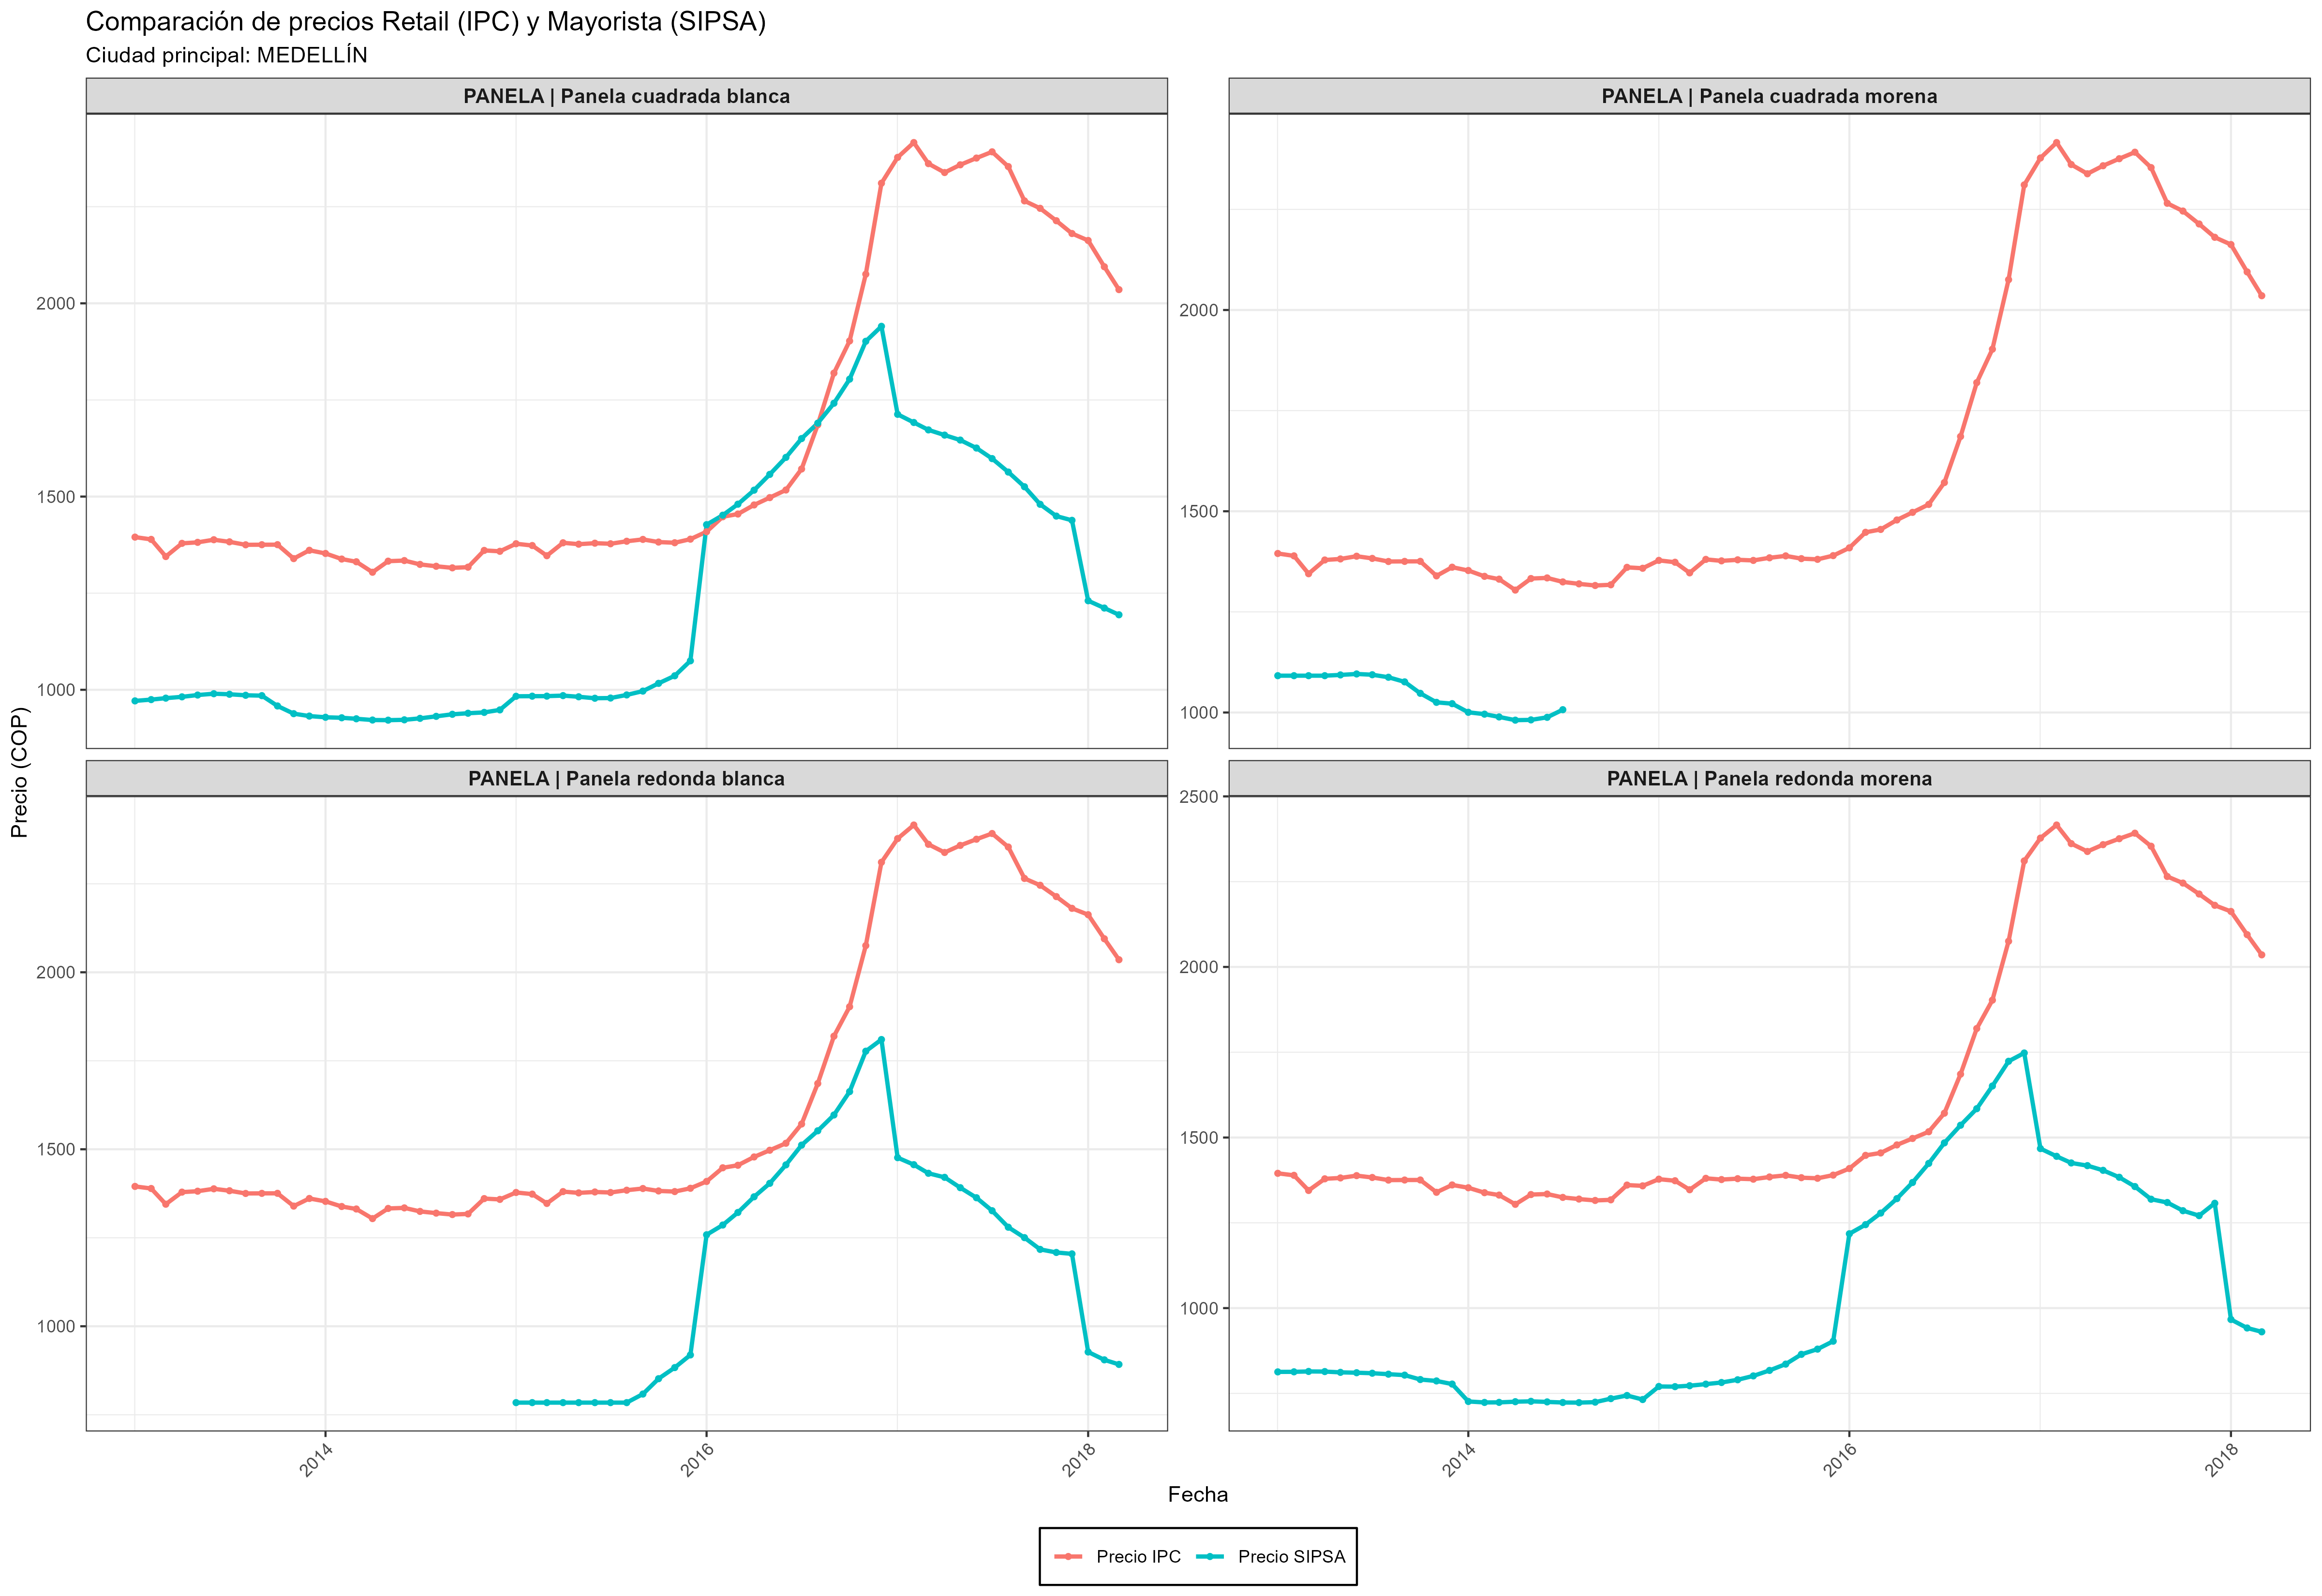 Comparación de precios Retail (IPC) y Mayorista (SIPSA)
Ciudad principal: MEDELLÍN
PANELA | Panela cuadrada blanca
PANELA | Panela cuadrada morena
2000
1500
1000
2000
1500
1000
PANELA | Panela redonda blanca
PANELA | Panela redonda morena
2000
1500
1000
2500
2000
1500
1000
Precio (COP)
2014
2016
2018
2014
2016
2018
Fecha
Precio IPC
Precio SIPSA